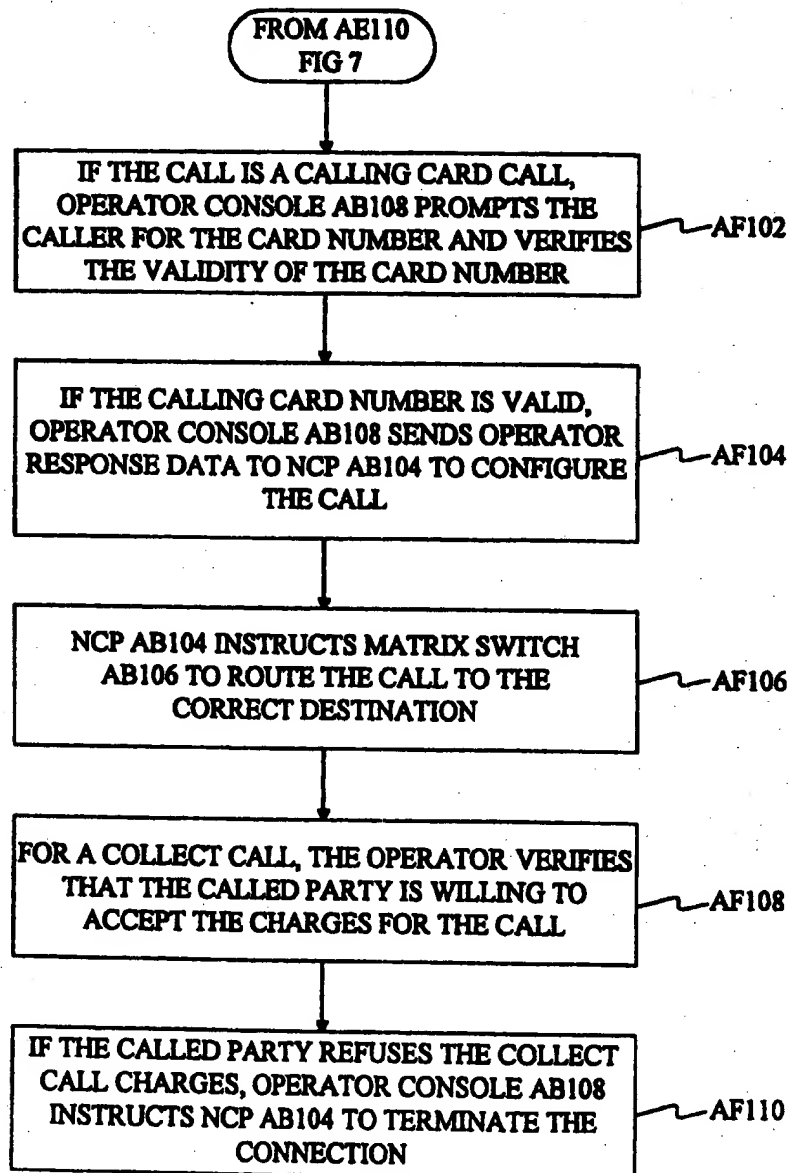 FROM AE110
FIG 7
IF THE CALL IS A CALLING CARD CALL,
OPERATOR CONSOLE AB108 PROMPTS THE
CALLER FOR THE CARD NUMBER AND VERIFIES
THE VALIDITY OF THE CARD NUMBER
AF102
IF THE CALLING CARD NUMBER IS VALID,
OPERATOR CONSOLE AB108 SENDS OPERATOR
RESPONSE DATA TO NCP AB104 TO CONFIGURE
THE CALL
AF104
NCP AB104 INSTRUCTS MATRIX SWITCH
AB106 TO ROUTE THE CALL TO THE
CORRECT DESTINATION
AF106
FOR A COLLECT CALL, THE OPERATOR VERIFIES
THAT THE CALLED PARTY IS WILLING TO
ACCEPT THE CHARGES FOR THE CALL
AF108
IF THE CALLED PARTY REFUSES THE COLLECT
CALL CHARGES, OPERATOR CONSOLE AB108
INSTRUCTS NCP AB104 TO TERMINATE THE
CONNECTION
AF110